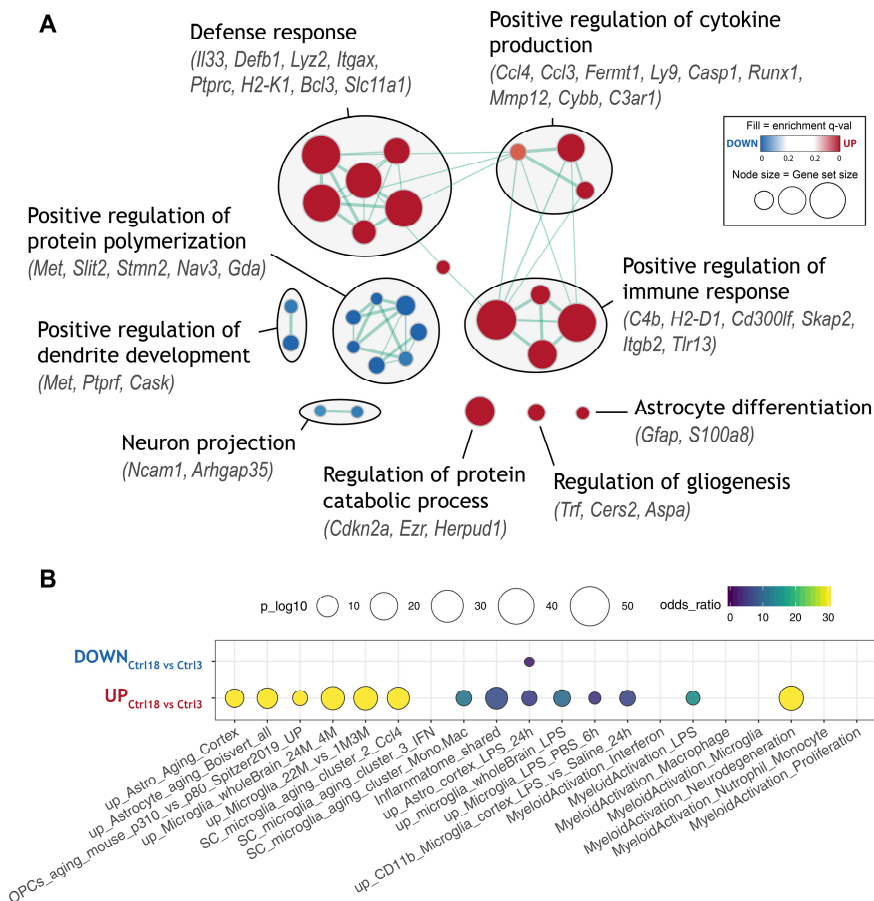 A
Defense response
(Il33, Defb1, Lyz2, Itgax,
Ptprc, H2-K1, Bcl3, Slc11a1)
Positive regulation of cytokine
production
(Ccl4, Ccl3, Fermt1, Ly9, Casp1, Runx1,
Mmp12, Cybb, C3ar1)
Fill = enrichment q-val
DOWN UP
0 0.2 0.2 0
Node size = Gene set size
Positive regulation of
protein polymerization
(Met, Slit2, Stmn2, Nav3, Gda)
Positive regulation of
immune response
(C4b, H2-D1, Cd300lf, Skap2,
Itgb2, Tlr13)
Positive regulation of
dendrite development
(Met, Ptprf, Cask)
Neuron projection
(Ncam1, Arhgap35)
Astrocyte differentiation
(Gfap, S100a8)
Regulation of protein
catabolic process
(Cdkn2a, Ezr, Herpud1)
Regulation of gliogenesis
(Trf, Cers2, Aspa)
B
p_log10 10 20 30 40 50
odds_ratio 0 10 20 30
DOWN Ctrl18 vs Ctrl3
UP Ctrl18 vs Ctrl3
up_Astro_Aging_Cortex
up_Astrocyte_aging_Boisvert_all
OPCs_aging_mouse_p310_vs_p80_Spitzer2019_UP
up_Microglia_wholeBrain_24M_4M
up_Microglia_22M_vs_1M3M
SC_microglia_aging_cluster_2_Ccl4
SC_microglia_aging_cluster_3_IFN
SC_microglia_aging_cluster_Mono.Mac
Inflammatome_shared
up_Astro_cortex_LPS_24h
up_microglia_wholeBrain_LPS
up_Microglia_LPS_PBS_6h
up_CD11b_Microglia_cortex_LPS_vs_Saline_24h
MyeloidActivation_Interferon
MyeloidActivation_LPS
MyeloidActivation_Macrophage
MyeloidActivation_Microglia
MyeloidActivation_Neurodegeneration
MyeloidActivation_Nutrophil_Monocyte
MyeloidActivation_Proliferation